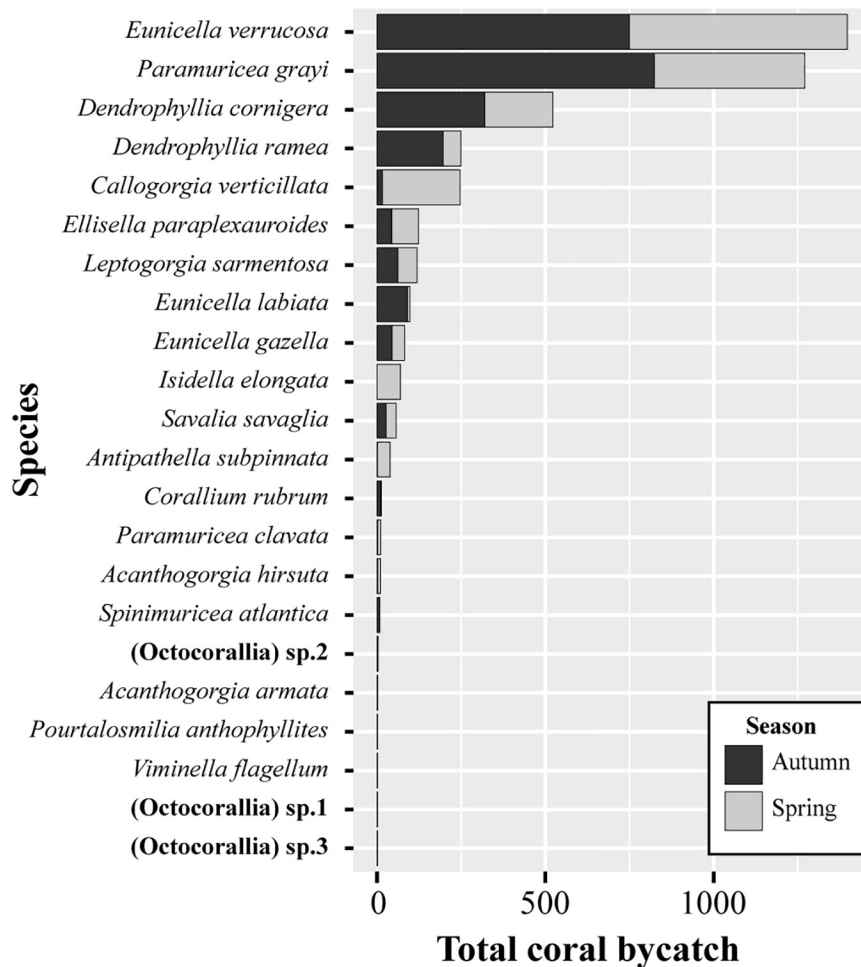 Eunicella verrucosa
Paramuricea grayi
Dendrophyllia cornigera
Dendrophyllia ramea
Callogorgia verticillata
Ellisella paraplexauroides
Leptogorgia sarmentosa
Eunicella labiata
Eunicella gazella
Isidella elongata
Savalia savaglia
Antipathella subpinnata
Corallium rubrum
Paramuricea clavata
Acanthogorgia hirsuta
Spinimuricea atlantica
(Octocorallia) sp.2
Acanthogorgia armata
Pourtalosmilia anthophyllites
Viminella flagellum
(Octocorallia) sp.1
(Octocorallia) sp.3
Species
Season
Autumn
Spring
0 500 1000
Total coral bycatch